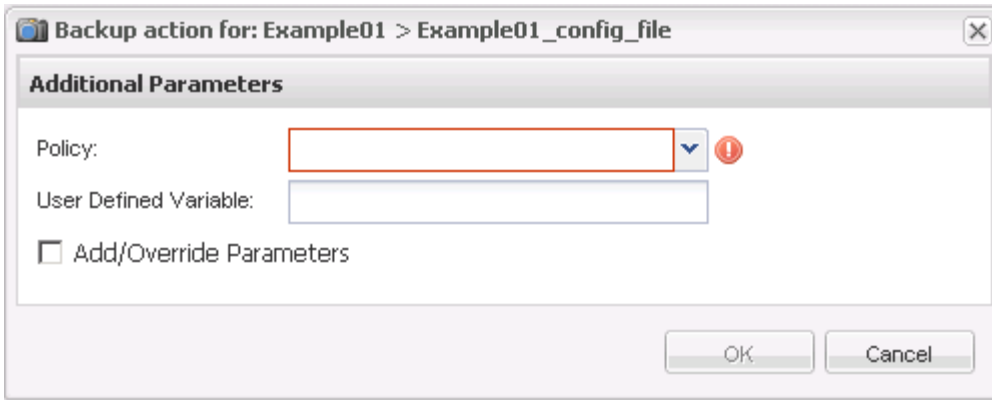 Backup action for: Example01 > Example01_config_file
Additional Parameters
Policy:
User Defined Variable:
Add/Override Parameters
OK Cancel